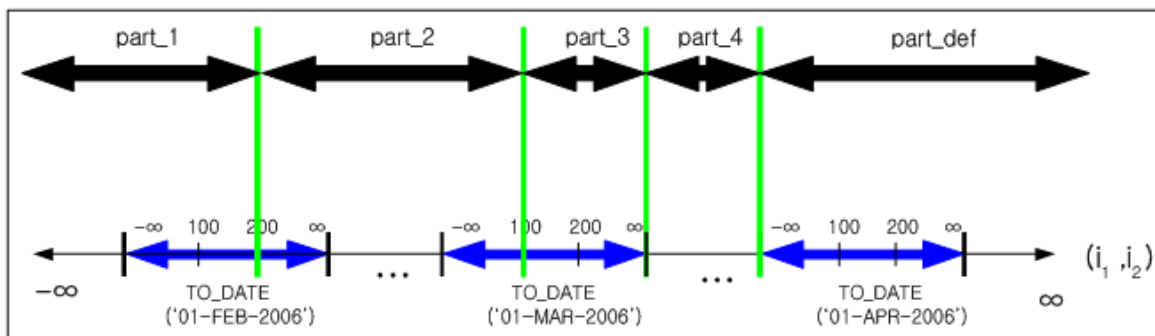 part_1 part_2 part_3 part_4 part_def
-∞ 100 200 ∞ -∞ 100 200 ∞ -∞ 100 200 ∞
-∞ ... ... ∞ (i₁ ,i₂)
TO_DATE TO_DATE TO_DATE
('01-FEB-2006') ('01-MAR-2006') ('01-APR-2006')